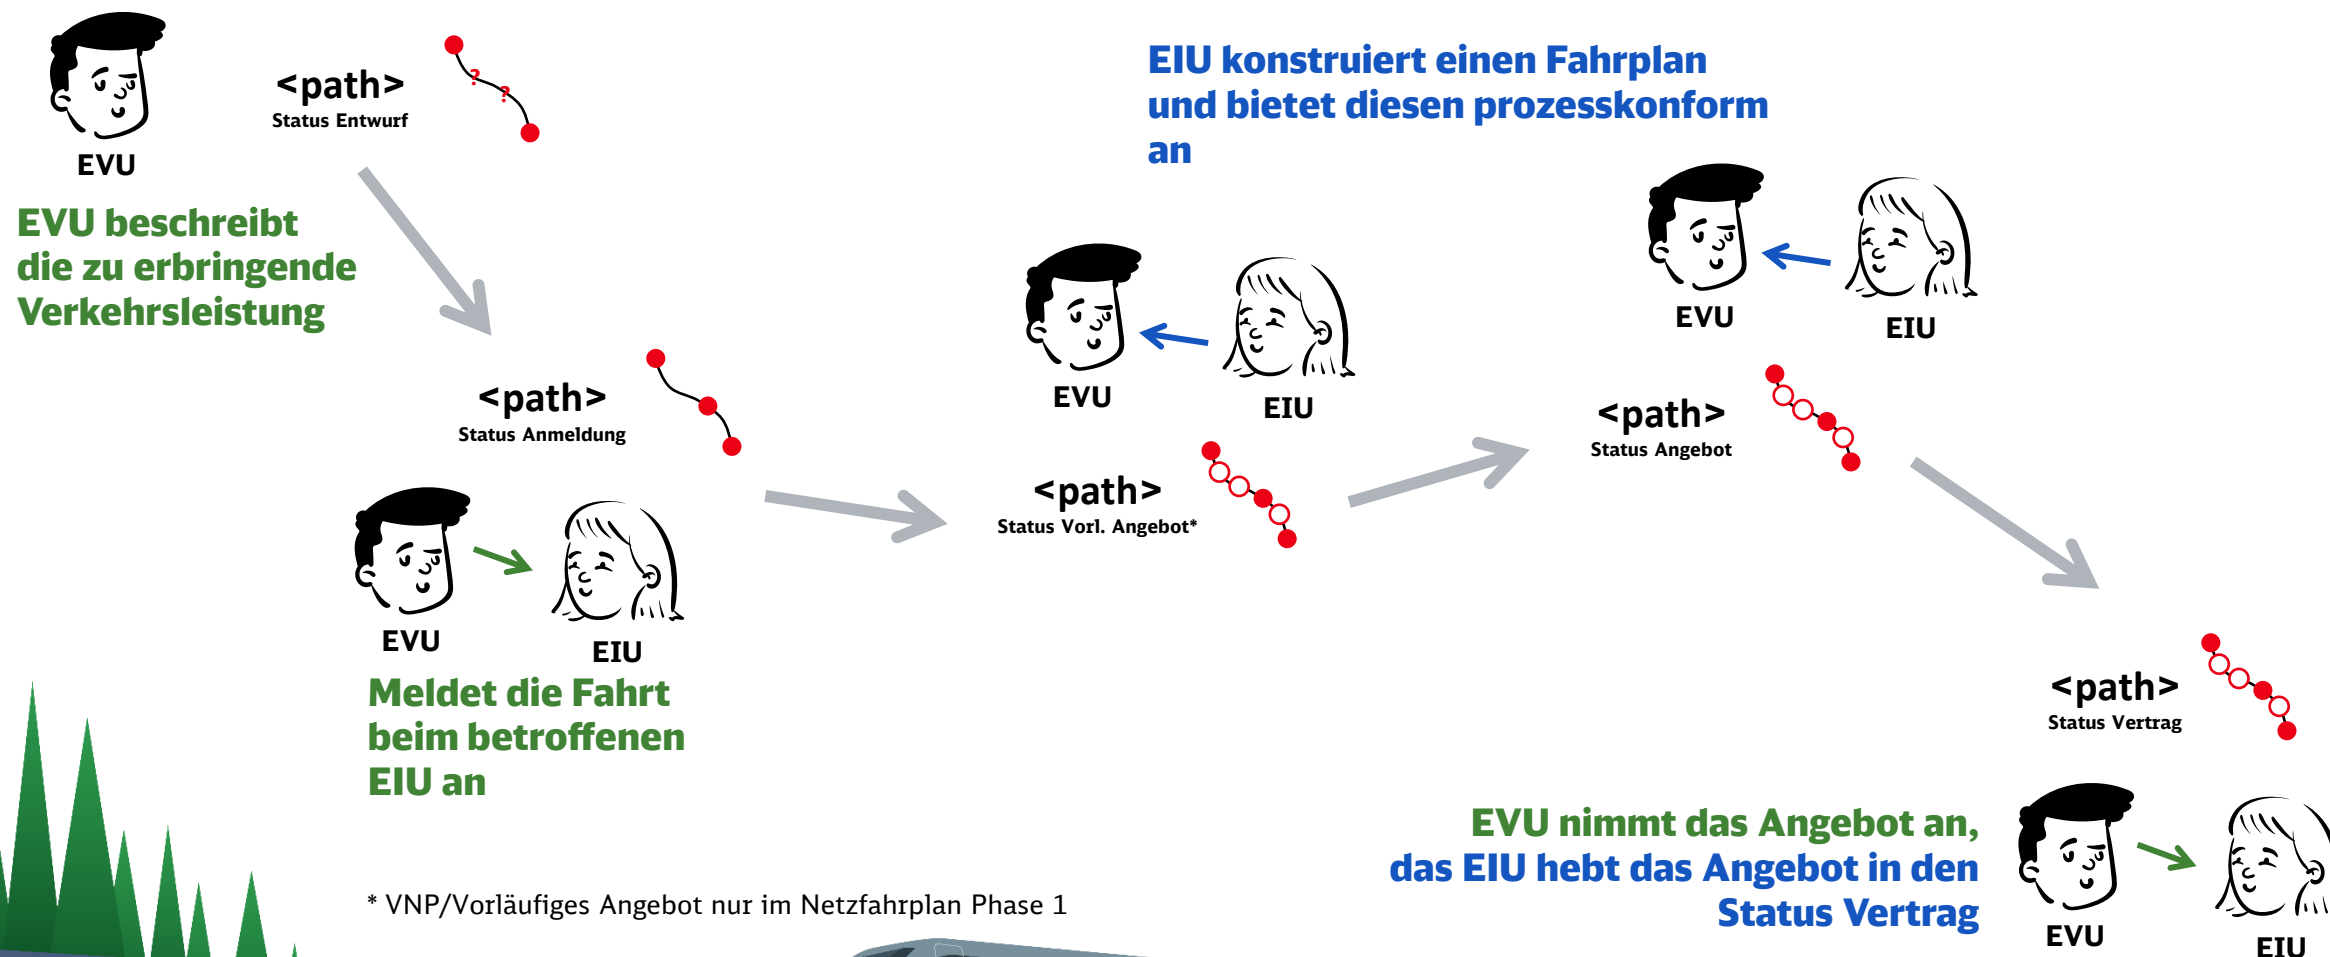 <path>
Status Entwurf
?
?
EVU
EVU beschreibt
die zu erbringende
Verkehrsleistung
<path>
Status Anmeldung
EVU
EIU
Meldet die Fahrt
beim betroffenen
EIU an
EIU konstruiert einen Fahrplan
und bietet diesen prozesskonform
an
EVU
EIU
<path>
Status Vorl. Angebot*
EVU
EIU
<path>
Status Angebot
<path>
Status Vertrag
EVU nimmt das Angebot an,
das EIU hebt das Angebot in den
Status Vertrag
EVU
EIU
* VNP/Vorläufiges Angebot nur im Netzfahrplan Phase 1